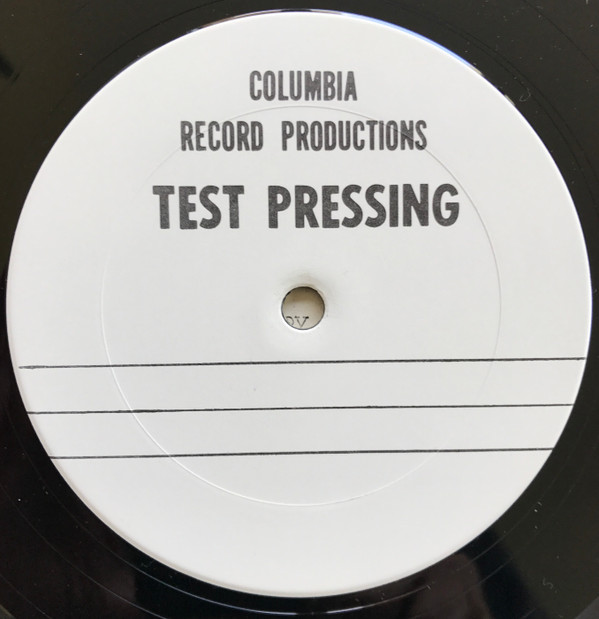 COLUMBIA
RECORD PRODUCTIONS
TEST PRESSING